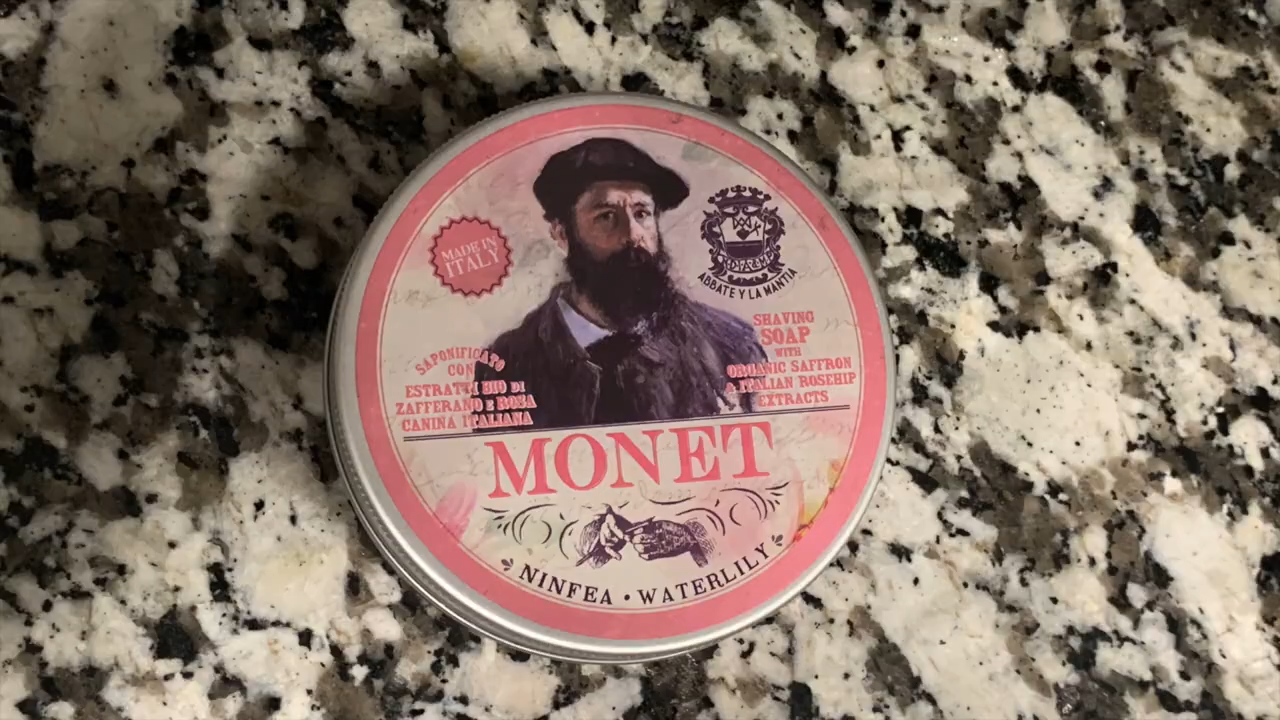 MADE IN
ITALY
ABBATE Y LA MANTIA
SAPONIFICATO
CON
ESTRATTI BIO DI
ZAFFERANO E ROSA
CANINA ITALIANA
SHAVING
SOAP
WITH
ORGANIC SAFFRON
& ITALIAN ROSEHIP
EXTRACTS
MONET
NINFEA • WATERLILY